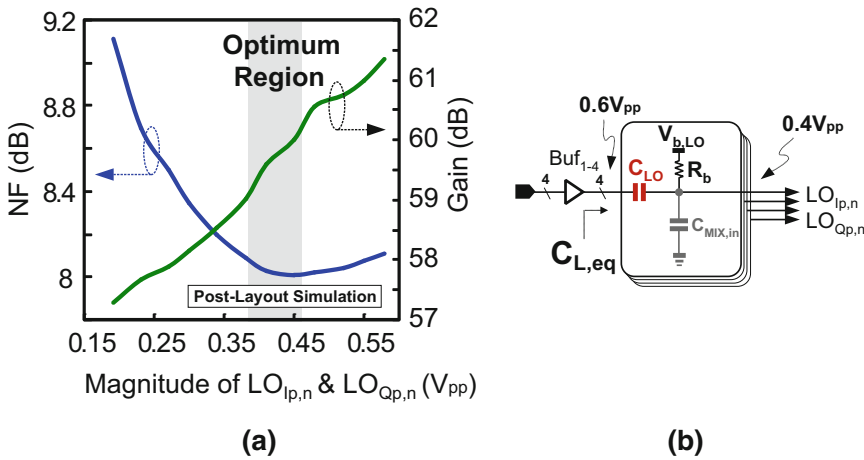 9.2
8.8
8.4
8
NF (dB)
62
61
60
59
58
57
Gain (dB)
Optimum
Region
Post-Layout Simulation
0.15 0.25 0.35 0.45 0.55
Magnitude of LOIp,n & LOQp,n (Vpp)
(a)
0.6Vpp
0.4Vpp
Vb,LO
Buf1-4
CLO
Rb
4
4
LOIp,n
LOQp,n
CMIX,in
CL,eq
(b)